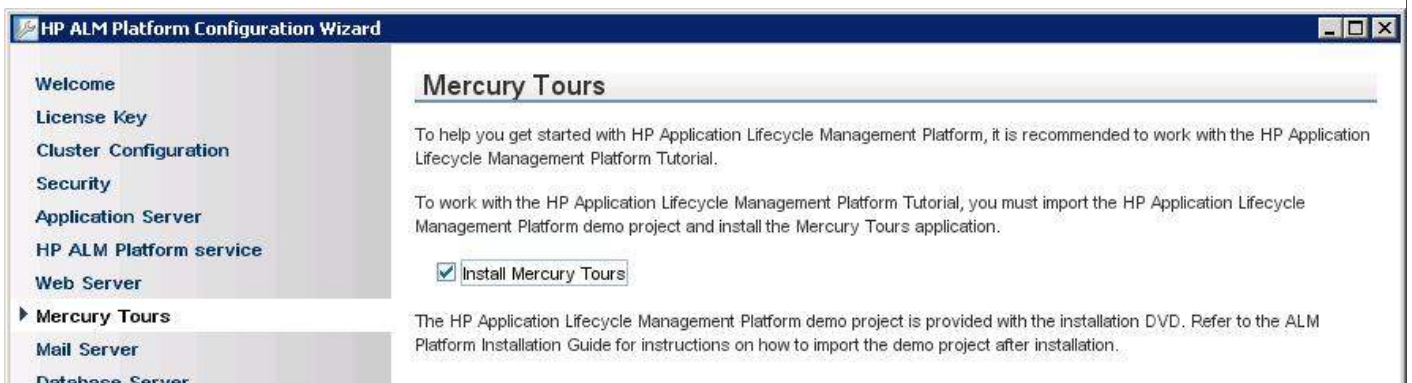 HP ALM Platform Configuration Wizard
Welcome
License Key
Cluster Configuration
Security
Application Server
HP ALM Platform service
Web Server
Mercury Tours
Mail Server
Database Server
Mercury Tours
To help you get started with HP Application Lifecycle Management Platform, it is recommended to work with the HP Application
Lifecycle Management Platform Tutorial.
To work with the HP Application Lifecycle Management Platform Tutorial, you must import the HP Application Lifecycle
Management Platform demo project and install the Mercury Tours application.
Install Mercury Tours
The HP Application Lifecycle Management Platform demo project is provided with the installation DVD. Refer to the ALM
Platform Installation Guide for instructions on how to import the demo project after installation.